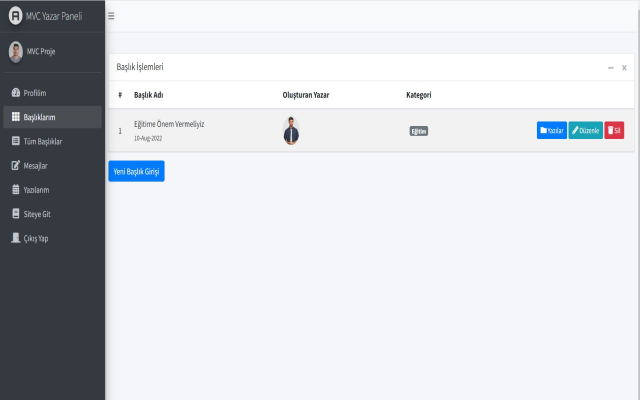 MVC Yazar Paneli
MVC Proje
Profilim
Başlıklarım
Tüm Başlıklar
Mesajlar
Yazılarım
Siteye Git
Çıkış Yap
Başlık İşlemleri
# Başlık Adı Oluşturan Yazar Kategori
1 Eğitime Önem Vermeliyiz Eğitim Yazılar Düzenle Sil
10-Aug-2022
Yeni Başlık Girişi